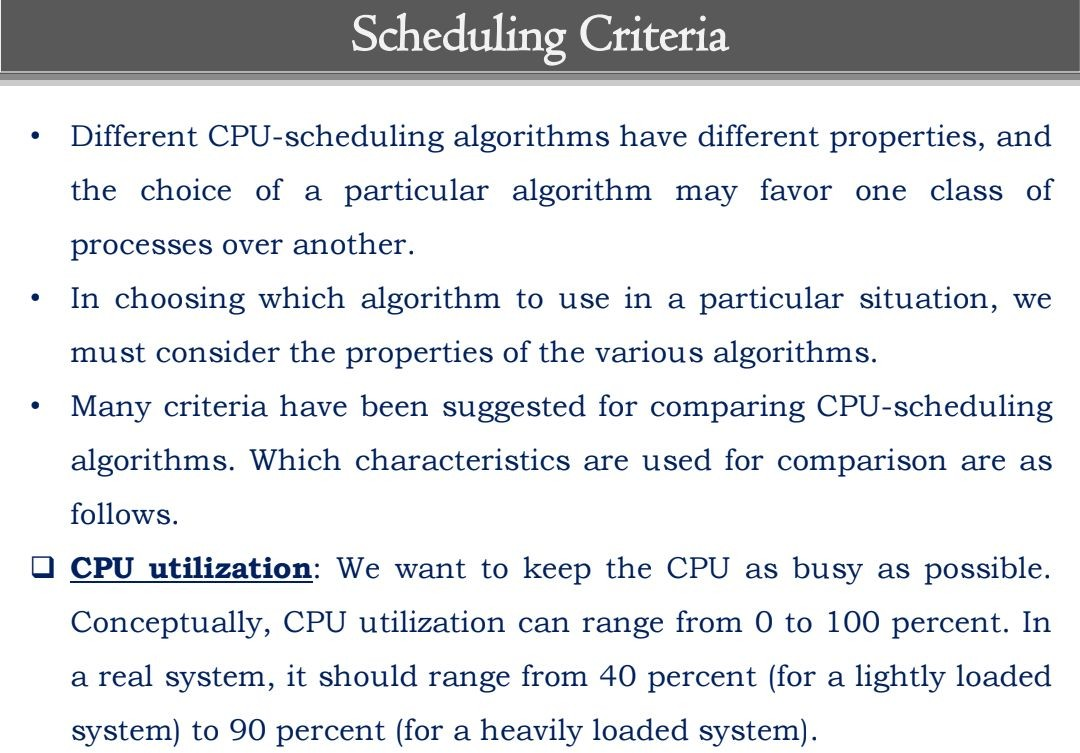 Scheduling Criteria
• Different CPU-scheduling algorithms have different properties, and
the choice of a particular algorithm may favor one class of
processes over another.
• In choosing which algorithm to use in a particular situation, we
must consider the properties of the various algorithms.
• Many criteria have been suggested for comparing CPU-scheduling
algorithms. Which characteristics are used for comparison are as
follows.
❑ CPU utilization: We want to keep the CPU as busy as possible.
Conceptually, CPU utilization can range from 0 to 100 percent. In
a real system, it should range from 40 percent (for a lightly loaded
system) to 90 percent (for a heavily loaded system).